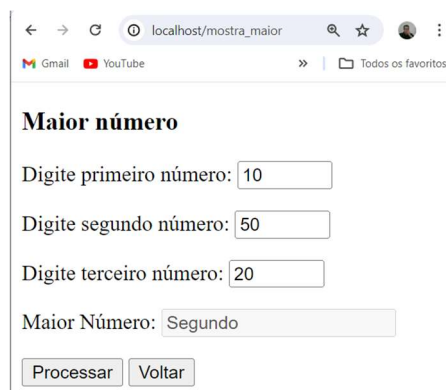 localhost/mostra_maior
Gmail YouTube » Todos os favoritos
Maior número
Digite primeiro número: 10
Digite segundo número: 50
Digite terceiro número: 20
Maior Número: Segundo
Processar Voltar